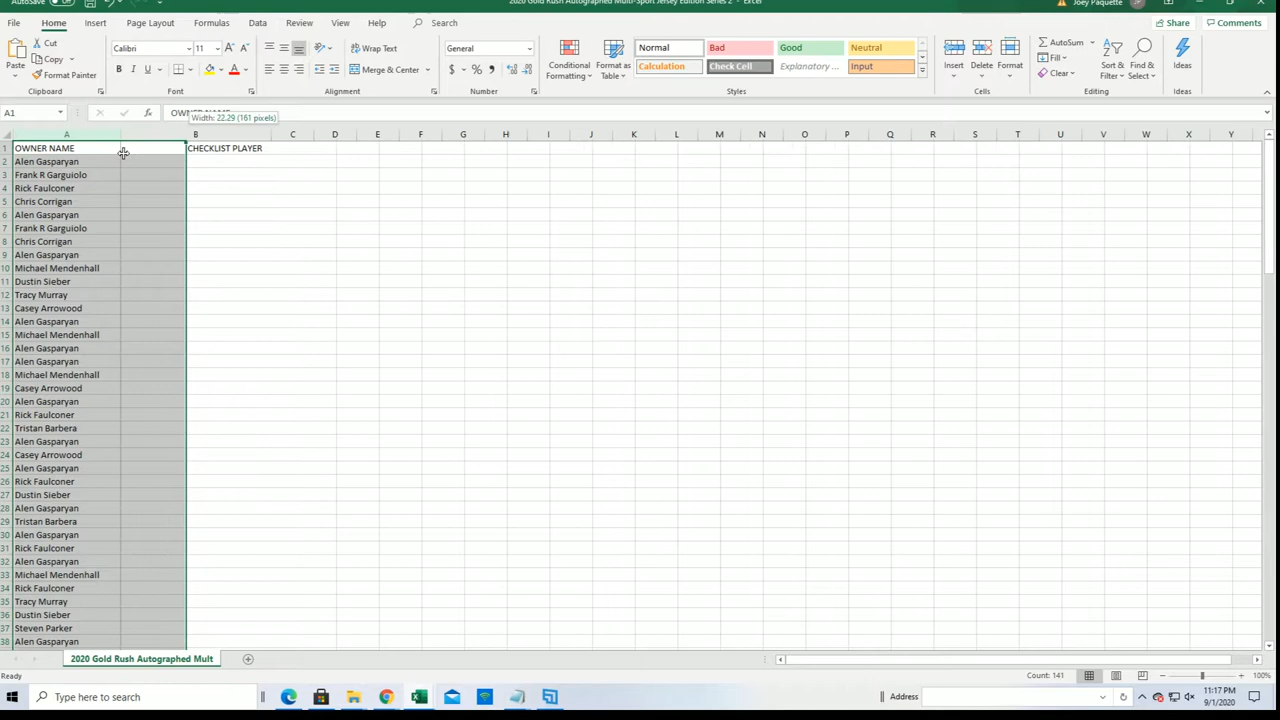 AutoSave Off
2020 Gold Rush Autographed Multi-Sport Jersey Edition Series 2 - Excel
Joey Paquette JP
File Home Insert Page Layout Formulas Data Review View Help Search Share Comments
Cut Calibri 11 Wrap Text General Normal Bad Good Neutral AutoSum
Copy Fill
Paste Format Painter B I U Merge & Center $ % , Conditional Formatting Format as Table Calculation Check Cell Explanatory ... Input Insert Delete Format Clear Sort & Filter Find & Select Ideas
Clipboard Font Alignment Number Styles Cells Editing Ideas
A1 fx OWNER NAME
Width: 22.29 (161 pixels)
A B C D E F G H I J K L M N O P Q R S T U V W X Y
1 OWNER NAME CHECKLIST PLAYER
2 Alen Gasparyan
3 Frank R Garguiolo
4 Rick Faulconer
5 Chris Corrigan
6 Alen Gasparyan
7 Frank R Garguiolo
8 Chris Corrigan
9 Alen Gasparyan
10 Michael Mendenhall
11 Dustin Sieber
12 Tracy Murray
13 Casey Arrowood
14 Alen Gasparyan
15 Michael Mendenhall
16 Alen Gasparyan
17 Alen Gasparyan
18 Michael Mendenhall
19 Casey Arrowood
20 Alen Gasparyan
21 Rick Faulconer
22 Tristan Barbera
23 Alen Gasparyan
24 Casey Arrowood
25 Alen Gasparyan
26 Rick Faulconer
27 Dustin Sieber
28 Alen Gasparyan
29 Tristan Barbera
30 Alen Gasparyan
31 Rick Faulconer
32 Alen Gasparyan
33 Michael Mendenhall
34 Rick Faulconer
35 Tracy Murray
36 Dustin Sieber
37 Steven Parker
38 Alen Gasparyan
2020 Gold Rush Autographed Mult
Ready Count: 141 100%
Type here to search Address 11:17 PM
9/1/2020